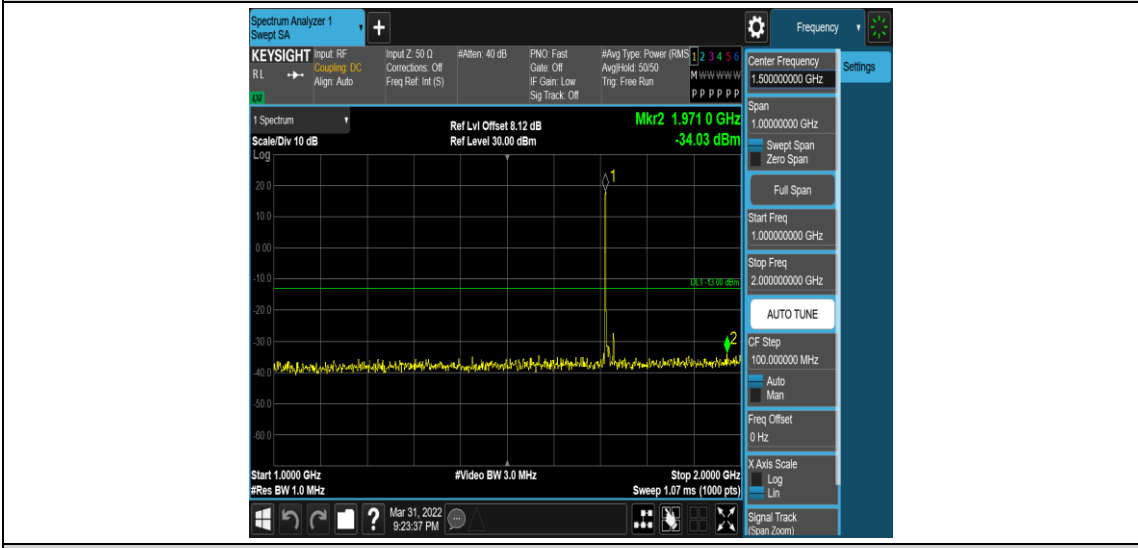 Spectrum Analyzer 1
Swept SA
+
Frequency
KEYSIGHT
RL
LXI
Input: RF
Coupling: DC
Align: Auto
Input Z: 50 Ω
Corrections: Off
Freq Ref: Int (S)
#Atten: 40 dB
PNO: Fast
Gate: Off
IF Gain: Low
Sig Track: Off
#Avg Type: Power (RMS
Avg|Hold: 50/50
Trig: Free Run
1 2 3 4 5 6
M W W W W W
P P P P P P
Settings
1 Spectrum
Scale/Div 10 dB
Log
Ref Lvl Offset 8.12 dB
Ref Level 30.00 dBm
Mkr2 1.971 0 GHz
-34.03 dBm
1
20.0
10.0
0.00
-10.0
DL1 -13.00 dBm
-20.0
-30.0
2
-40.0
-50.0
-60.0
Start 1.0000 GHz
#Res BW 1.0 MHz
#Video BW 3.0 MHz
Stop 2.0000 GHz
Sweep 1.07 ms (1000 pts)
Center Frequency
1.500000000 GHz
Span
1.00000000 GHz
Swept Span
Zero Span
Full Span
Start Freq
1.000000000 GHz
Stop Freq
2.000000000 GHz
AUTO TUNE
CF Step
100.000000 MHz
Auto
Man
Freq Offset
0 Hz
X Axis Scale
Log
Lin
Signal Track
(Span Zoom)
?
Mar 31, 2022
9:23:37 PM